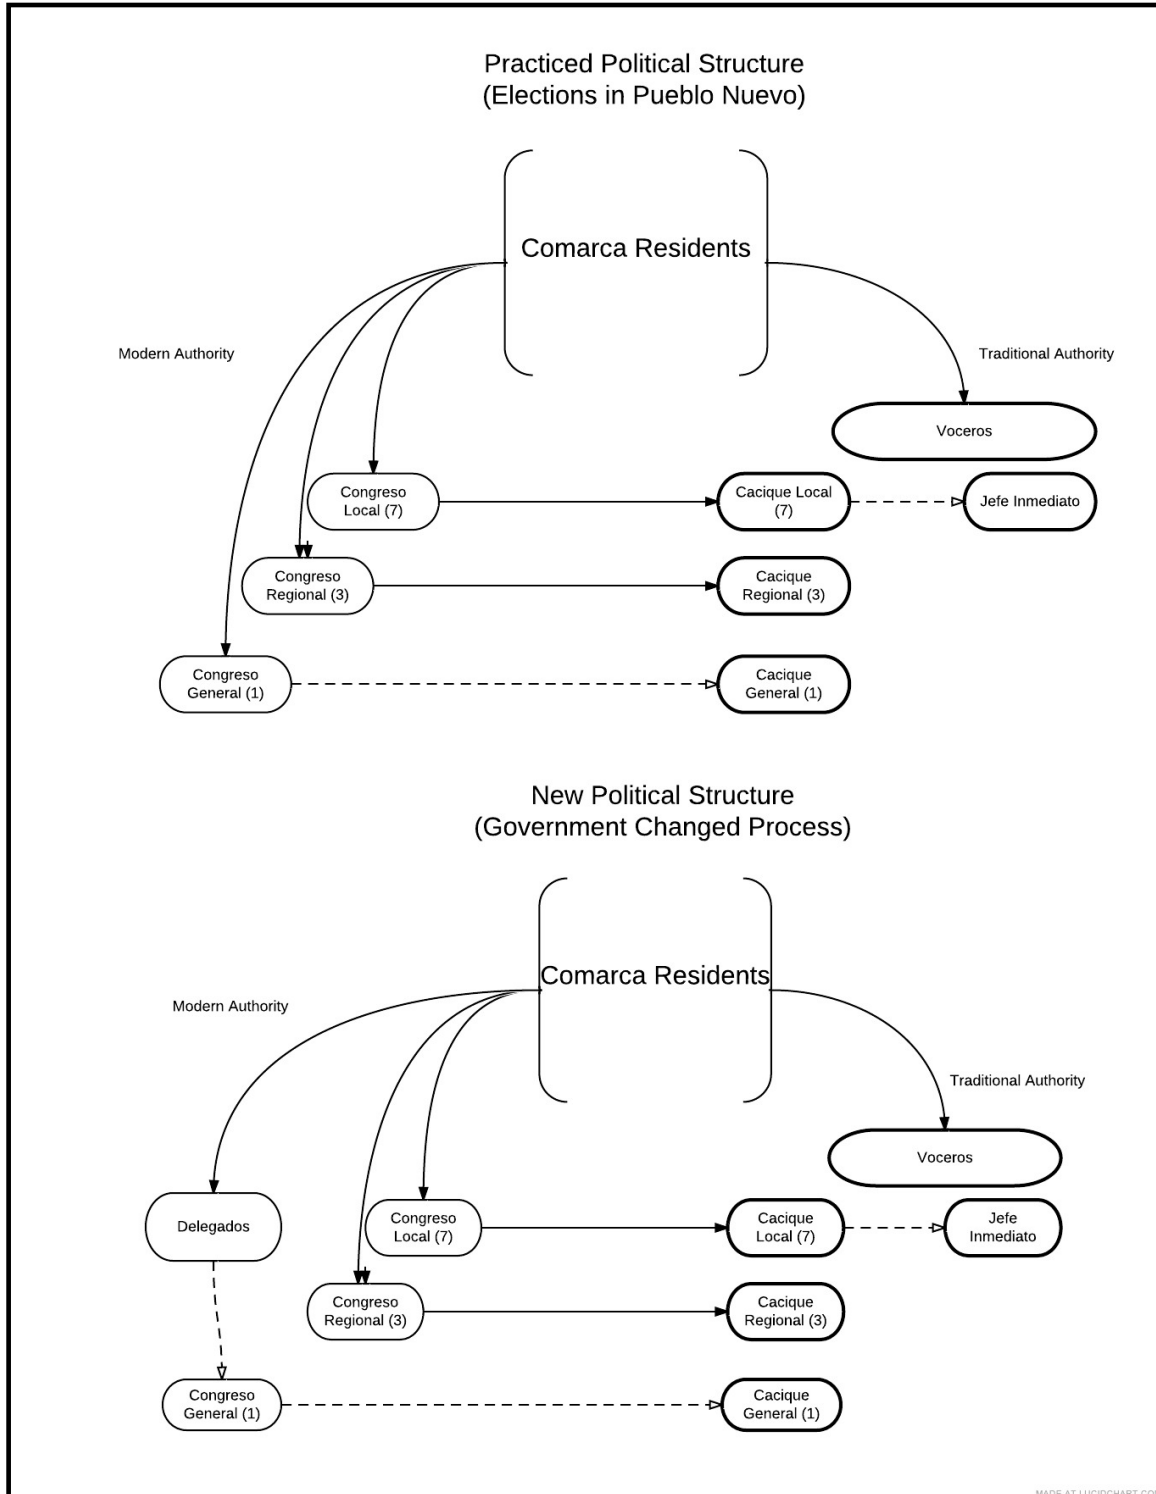 Practiced Political Structure
(Elections in Pueblo Nuevo)
Comarca Residents
Modern Authority
Traditional Authority
Voceros
Congreso
Local (7)
Cacique Local
(7)
Jefe Inmediato
Congreso
Regional (3)
Cacique
Regional (3)
Congreso
General (1)
Cacique
General (1)
New Political Structure
(Government Changed Process)
Comarca Residents
Modern Authority
Traditional Authority
Voceros
Delegados
Congreso
Local (7)
Cacique
Local (7)
Jefe
Inmediato
Congreso
Regional (3)
Cacique
Regional (3)
Congreso
General (1)
Cacique
General (1)